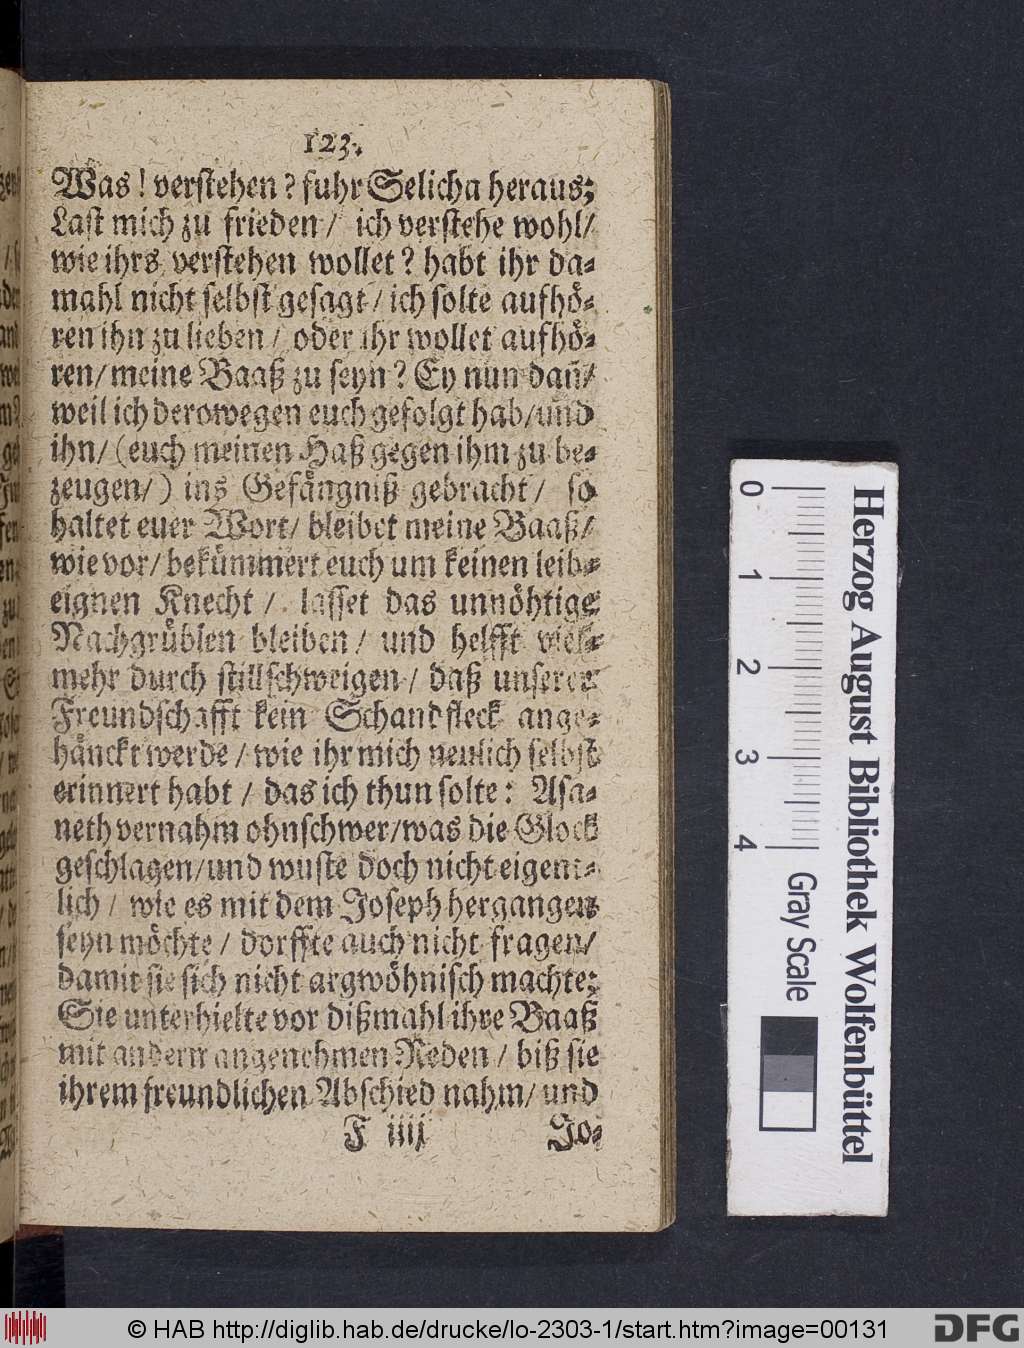 123.
Was! verstehen? fuhr Selicha heraus;
Last mich zu frieden/ ich verstehe wohl/
wie ihrs verstehen wollet? habt ihr da-
mahl nicht selbst gesagt/ ich solte aufhö-
ren ihn zu lieben/ oder ihr wollet aufhö-
ren/ meine Baaß zu seyn? Ey nun dañ/
weil ich derowegen euch gefolgt hab/ und
ihn/ (euch meinen Haß gegen ihm zu be-
zeugen/) ins Gefängniß gebracht/ so
haltet euer Wort/ bleibet meine Baaß/
wie vor/ bekümmert euch um keinen leib-
eignen Knecht/ lasset das unnöhtige
Nachgrüblen bleiben/ und helfft viel-
mehr durch stillschweigen/ daß unserer
Freundschafft kein Schandfleck ange-
hänckt werde/ wie ihr mich neulich selbst
erinnert habt/ das ich thun solte: Asa-
neth vernahm ohnschwer/ was die Glock
geschlagen/ und wuste doch nicht eigent-
lich/ wie es mit dem Joseph hergangen
seyn möchte/ dorffte auch nicht fragen/
damit sie sich nicht argwöhnisch machte;
Sie unterhielte vor dißmahl ihre Baaß
mit andern angenehmen Reden/ biß sie
ihrem freundlichen Abschied nahm/ und
F iiij Jo-
0 1 2 3 4 Gray Scale
Herzog August Bibliothek Wolfenbüttel
© HAB http://diglib.hab.de/drucke/lo-2303-1/start.htm?image=00131
DFG